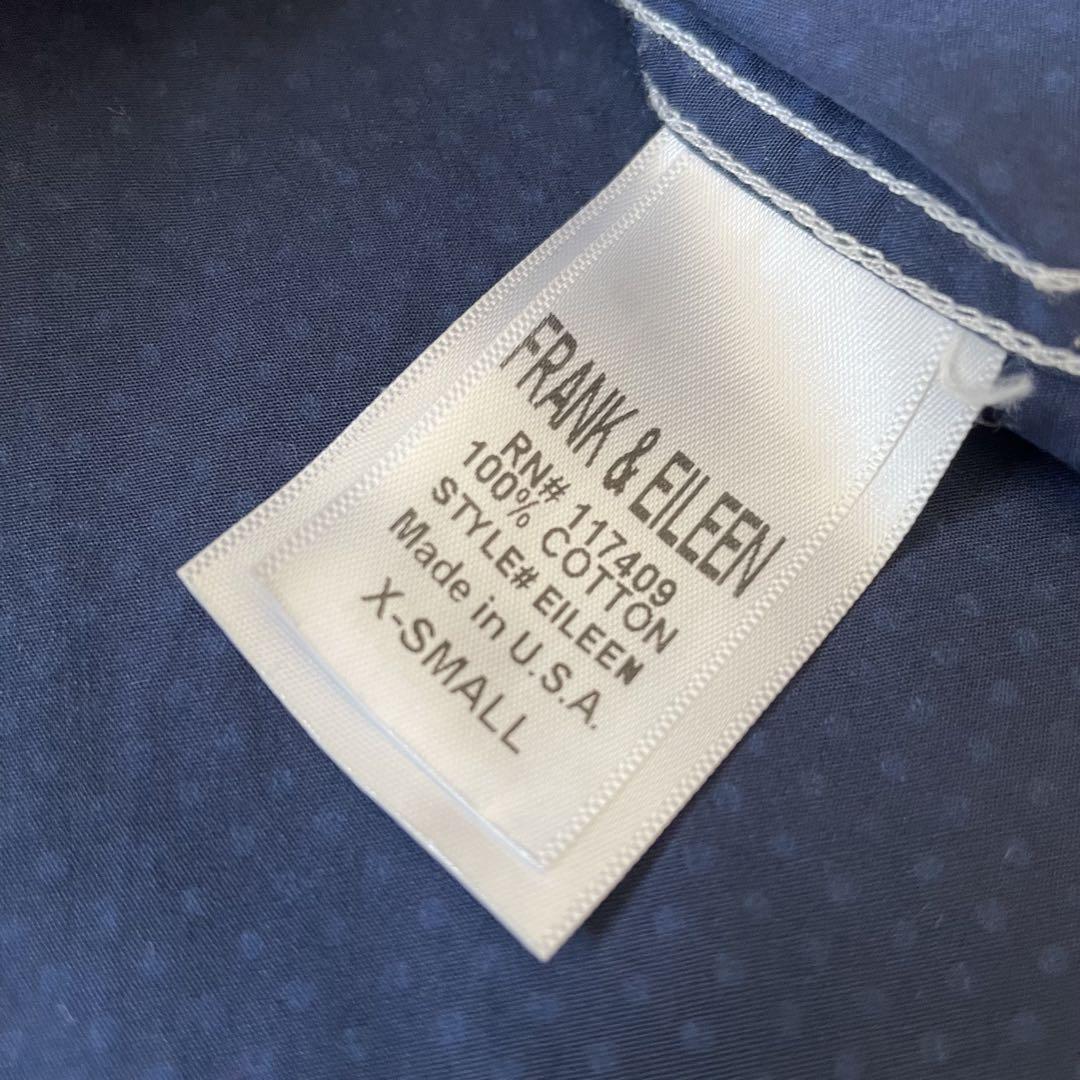 FRANK & EILEEN
RN# 117409
100% COTTON
STYLE# EILEEN
Made in U.S.A.
X-SMALL